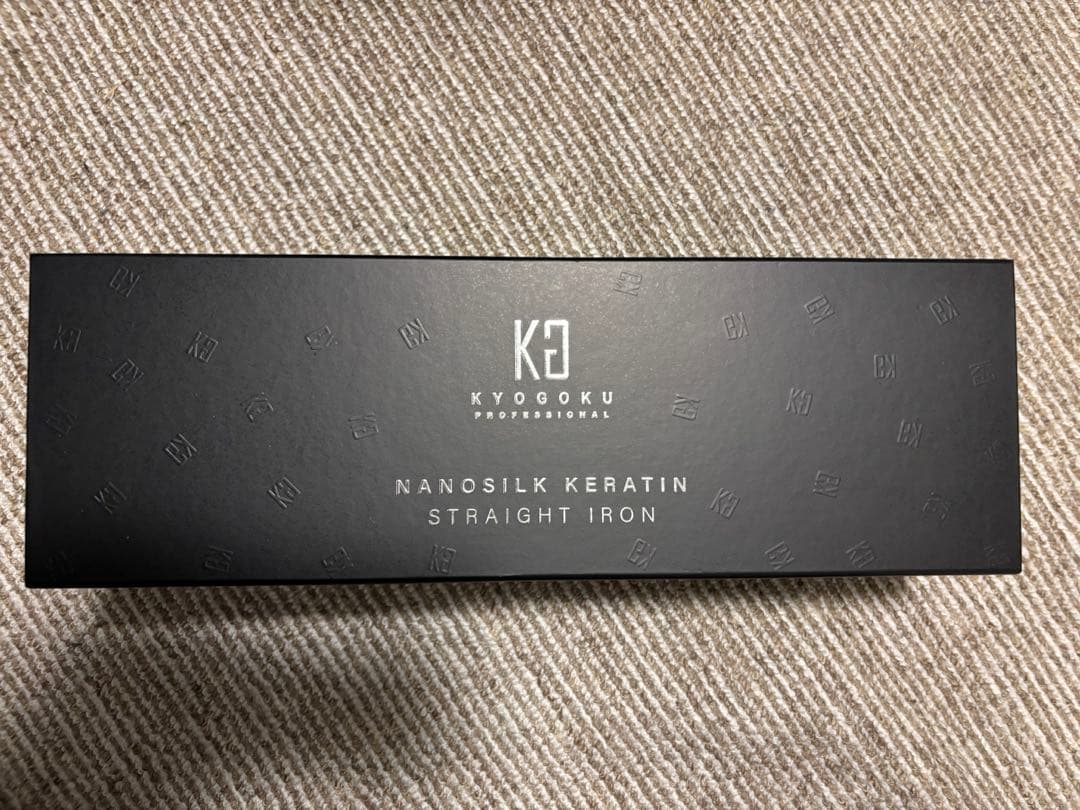 KG
KYOGOKU
PROFESSIONAL
NANOSILK KERATIN
STRAIGHT IRON